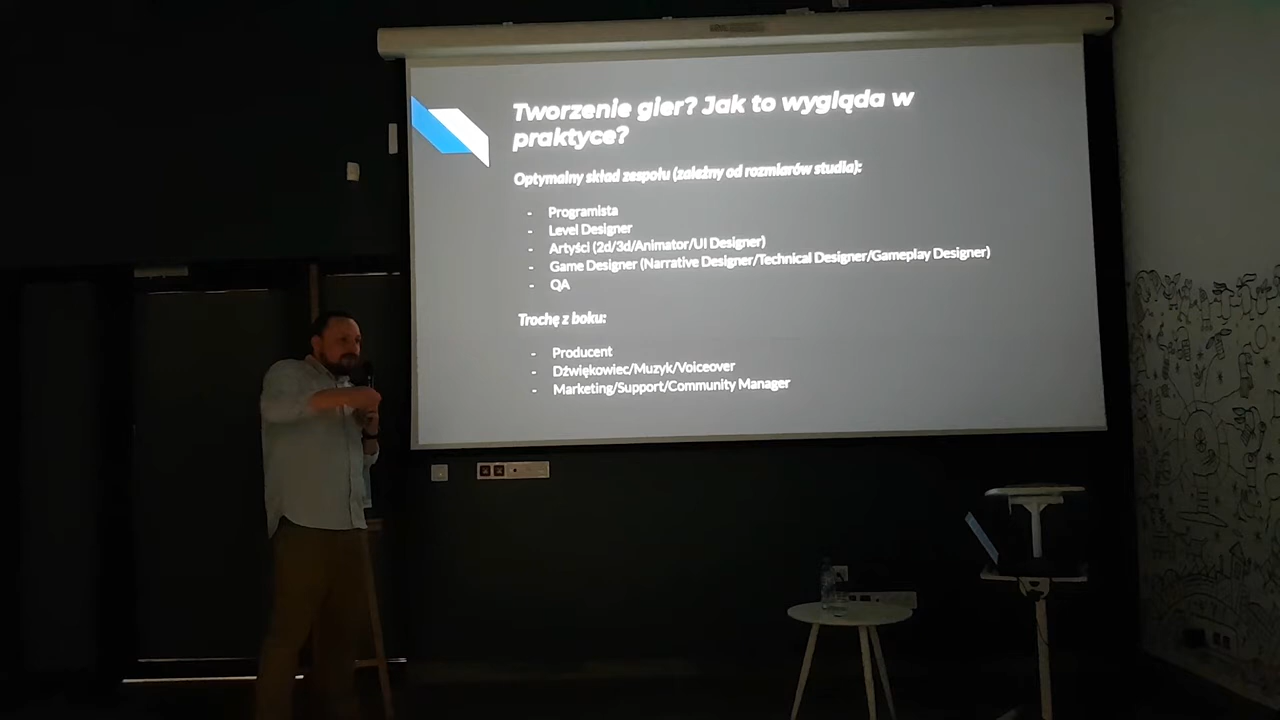 Tworzenie gier? Jak to wygląda w
praktyce?
Optymalny skład zespołu (zależny od rozmiarów studia):
- Programista
- Level Designer
- Artyści (2d/3d/Animator/UI Designer)
- Game Designer (Narrative Designer/Technical Designer/Gameplay Designer)
- QA
Trochę z boku:
- Producent
- Dźwiękowiec/Muzyk/Voiceover
- Marketing/Support/Community Manager